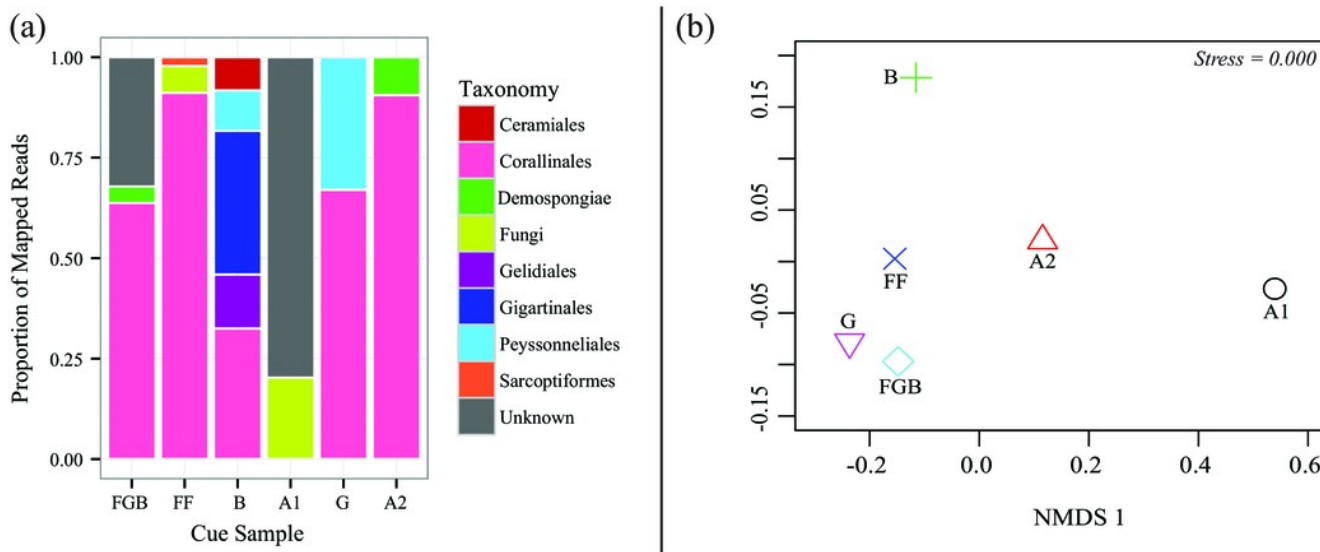 (a)
Proportion of Mapped Reads
1.00
0.75
0.50
0.25
0.00
FGB FF B A1 G A2
Cue Sample
Taxonomy
Ceramiales
Corallinales
Demospongiae
Fungi
Gelidiales
Gigartinales
Peyssonneliales
Sarcoptiformes
Unknown
(b)
Stress = 0.000
0.15
0.05
-0.05
-0.15
B
FF
A2
A1
G
FGB
-0.2 0.0 0.2 0.4 0.6
NMDS 1